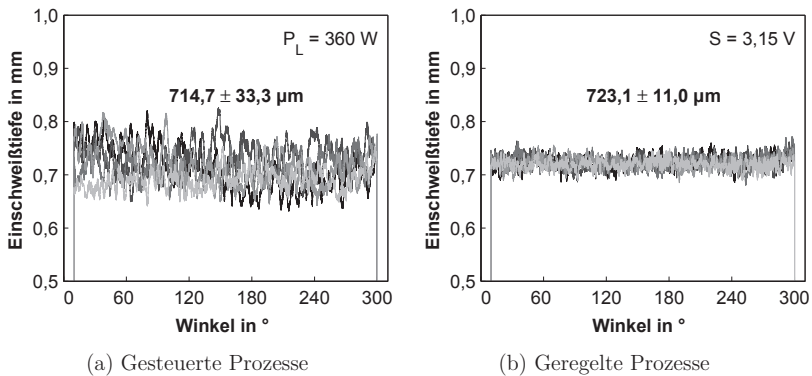 1,0
0,9
0,8
0,7
0,6
0,5
Einschweißtiefe in mm
P_L = 360 W
714,7 ± 33,3 µm
0 60 120 180 240 300
Winkel in °
(a) Gesteuerte Prozesse
1,0
0,9
0,8
0,7
0,6
0,5
Einschweißtiefe in mm
S = 3,15 V
723,1 ± 11,0 µm
0 60 120 180 240 300
Winkel in °
(b) Geregelte Prozesse